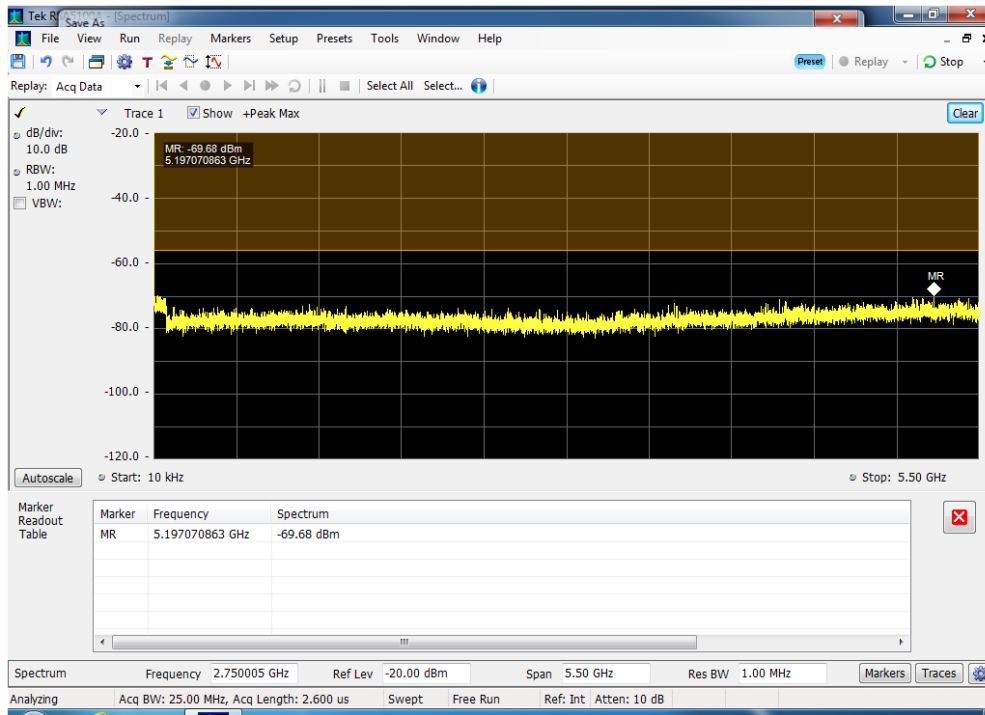 Tek RSA5100A - [Spectrum]
Save As
File View Run Replay Markers Setup Presets Tools Window Help
Preset Replay Stop
Replay: Acq Data Select All Select...
Trace 1 Show +Peak Max Clear
dB/div:
10.0 dB
RBW:
1.00 MHz
VBW:
-20.0
-40.0
-60.0
-80.0
-100.0
-120.0
MR: -69.68 dBm
5.197070863 GHz
MR
Autoscale Start: 10 kHz Stop: 5.50 GHz
Marker
Readout
Table
Marker Frequency Spectrum
MR 5.197070863 GHz -69.68 dBm
Spectrum Frequency 2.750005 GHz Ref Lev -20.00 dBm Span 5.50 GHz Res BW 1.00 MHz Markers Traces
Analyzing Acq BW: 25.00 MHz, Acq Length: 2.600 us Swept Free Run Ref: Int Atten: 10 dB